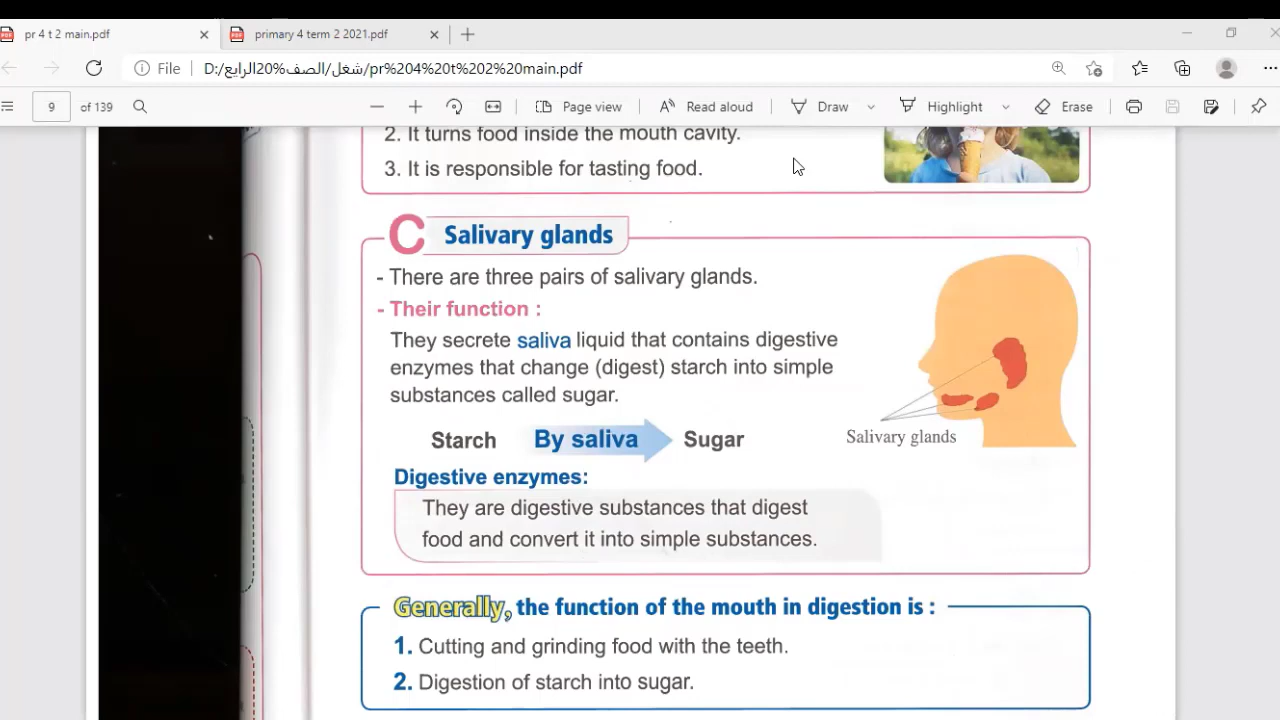 pr 4 t 2 main.pdf
primary 4 term 2 2021.pdf
File
D:/شغل/الصف%20الرابع/pr%204%20t%202%20main.pdf
9 of 139
Page view
Read aloud
Draw
Highlight
Erase
2. It turns food inside the mouth cavity.
3. It is responsible for tasting food.
C Salivary glands
- There are three pairs of salivary glands.
- Their function :
They secrete saliva liquid that contains digestive
enzymes that change (digest) starch into simple
substances called sugar.
Starch By saliva Sugar
Salivary glands
Digestive enzymes:
They are digestive substances that digest
food and convert it into simple substances.
Generally, the function of the mouth in digestion is :
1. Cutting and grinding food with the teeth.
2. Digestion of starch into sugar.